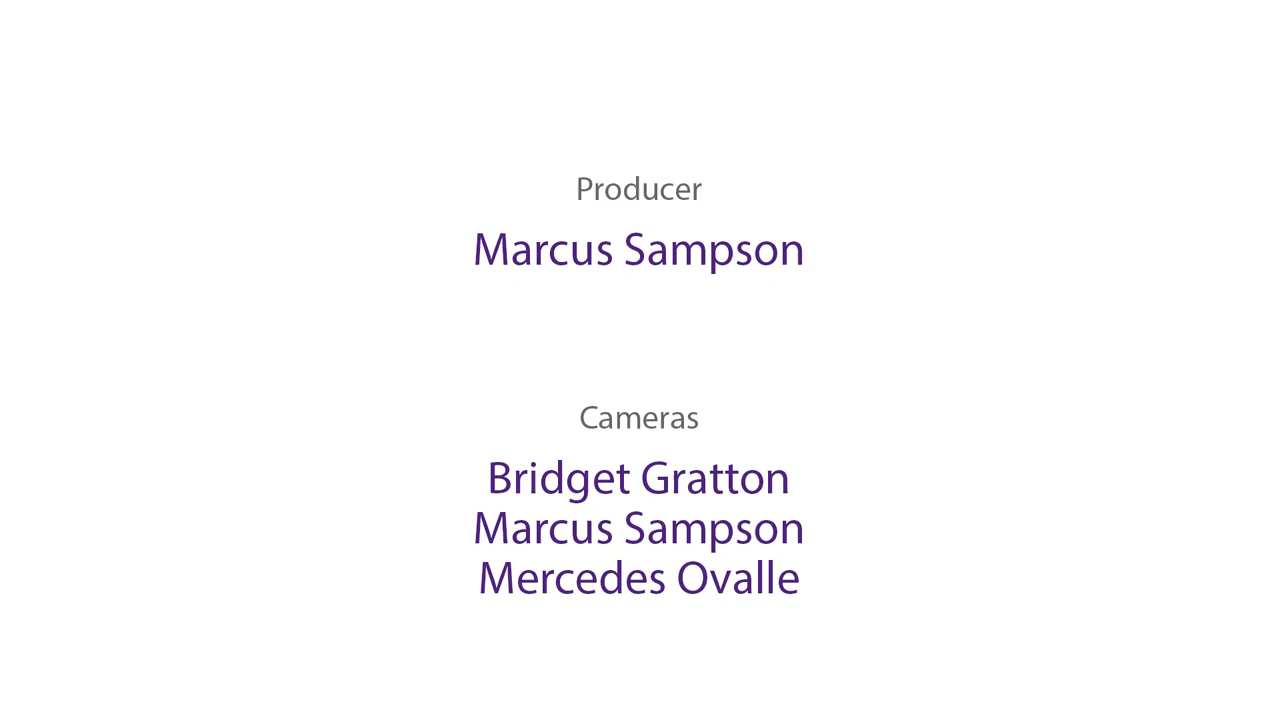 Producer
Marcus Sampson
Cameras
Bridget Gratton
Marcus Sampson
Mercedes Ovalle